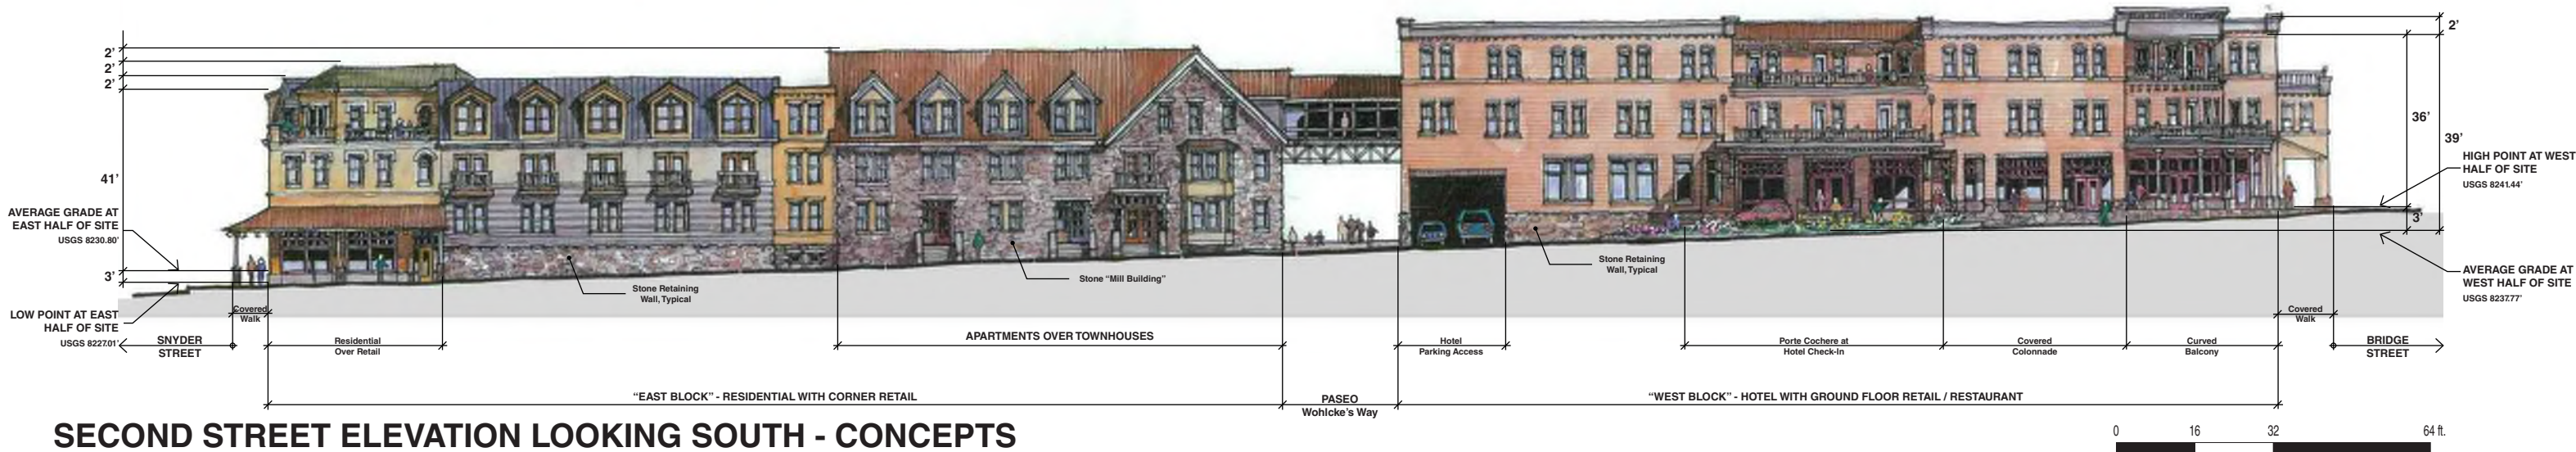 2'
2'
2'
41'
AVERAGE GRADE AT
EAST HALF OF SITE
USGS 8230.80'
3'
LOW POINT AT EAST
HALF OF SITE
USGS 8227.01'
SNYDER
STREET
Covered
Walk
Residential
Over Retail
Stone Retaining
Wall, Typical
Stone “Mill Building”
APARTMENTS OVER TOWNHOUSES
“EAST BLOCK” - RESIDENTIAL WITH CORNER RETAIL
PASEO
Wohlcke's Way
Hotel
Parking Access
Stone Retaining
Wall, Typical
Porte Cochere at
Hotel Check-in
Covered
Colonnade
Curved
Balcony
Covered
Walk
BRIDGE
STREET
“WEST BLOCK” - HOTEL WITH GROUND FLOOR RETAIL / RESTAURANT
2'
36'
39'
HIGH POINT AT WEST
HALF OF SITE
USGS 8241.44'
3'
AVERAGE GRADE AT
WEST HALF OF SITE
USGS 8237.77'
SECOND STREET ELEVATION LOOKING SOUTH - CONCEPTS
0 16 32 64 ft.